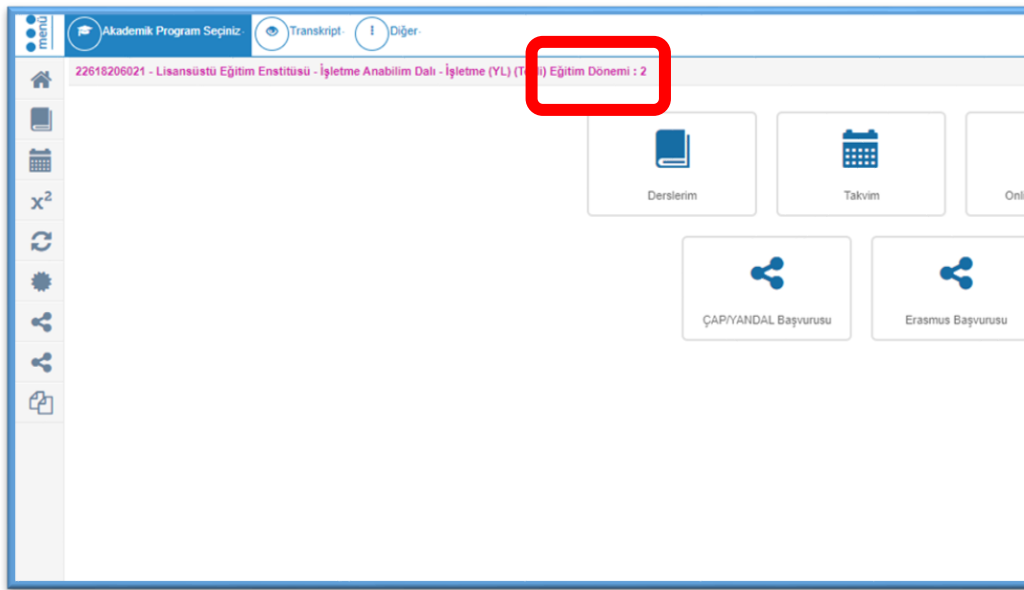 menü
Akademik Program Seçiniz
Transkript
Diğer
22618206021 - Lisansüstü Eğitim Enstitüsü - İşletme Anabilim Dalı - İşletme (YL) Eğitim Dönemi : 2
x²
Derslerim
Takvim
ÇAP/YANDAL Başvurusu
Erasmus Başvurusu